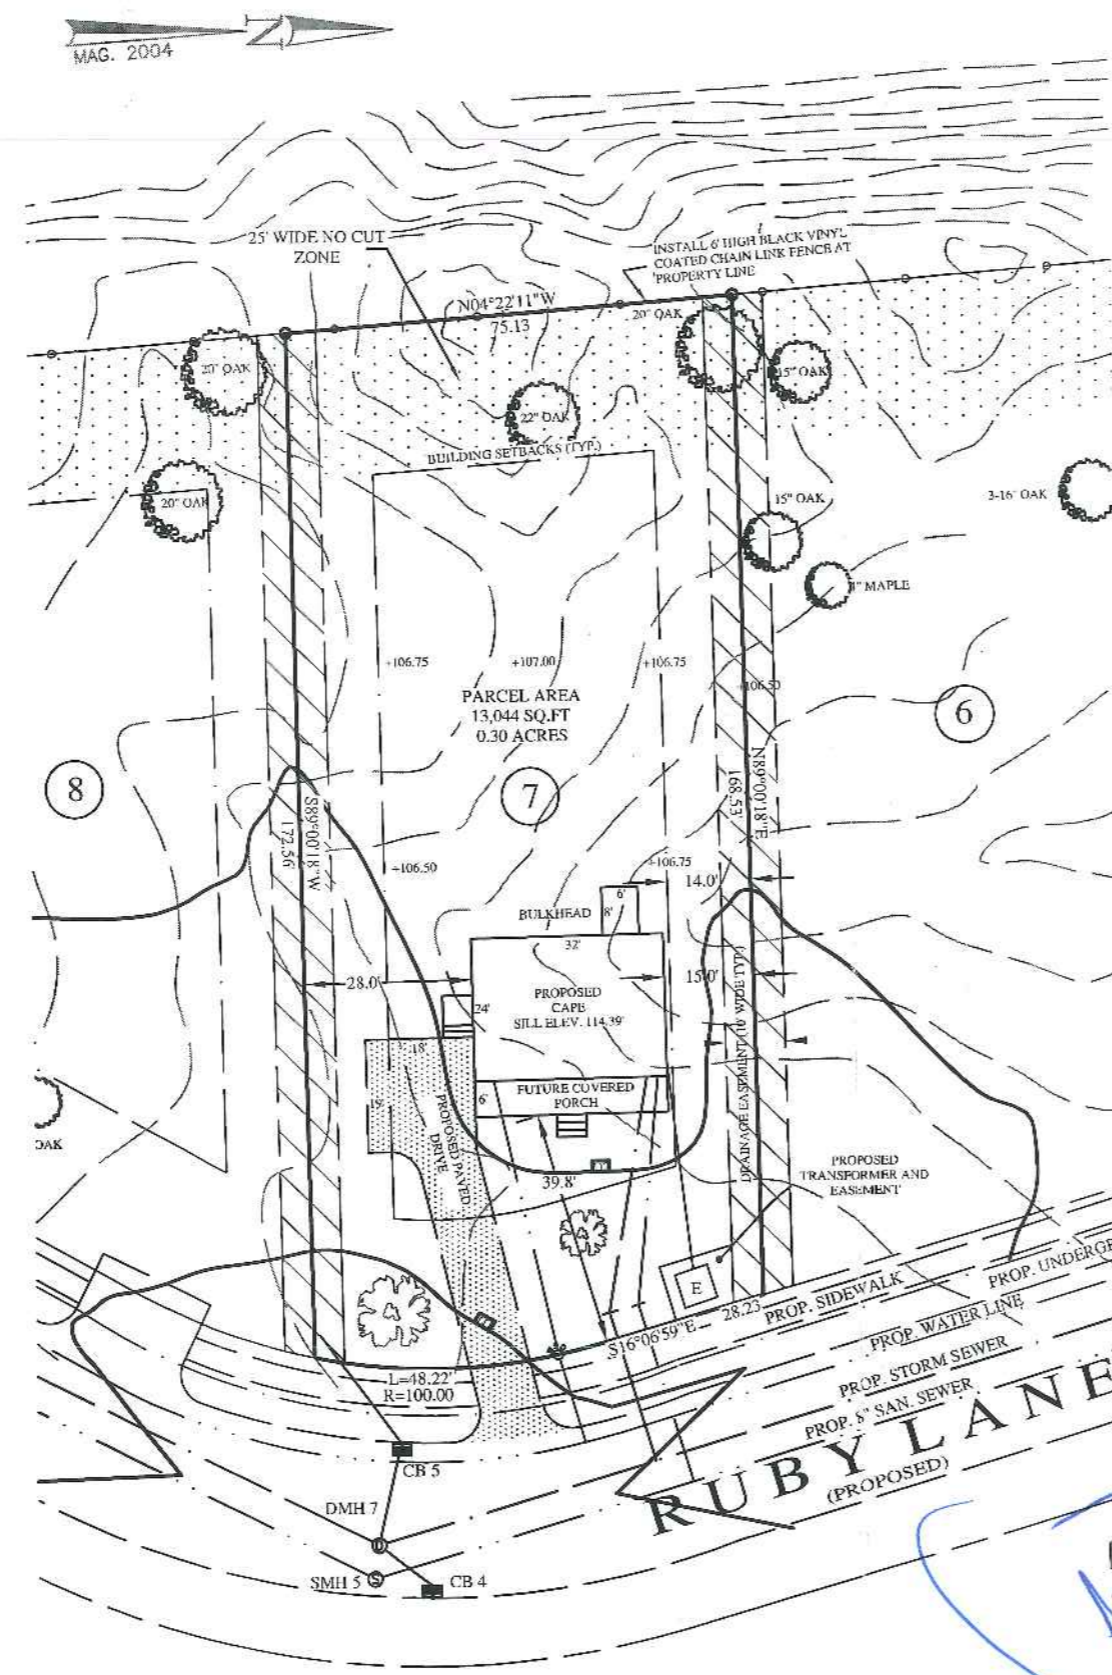 N
MAG. 2004
25' WIDE NO CUT
ZONE
INSTALL 6' HIGH BLACK VINYL
COATED CHAIN LINK FENCE AT
PROPERTY LINE
N04°22'11"W
75.13
20" OAK
20" OAK
15" OAK
22" OAK
BUILDING SETBACKS (TYP.)
20" OAK
15" OAK
3-16" OAK
" MAPLE
+106.75
+107.00
+106.75
+106.50
PARCEL AREA
13,044 SQ.FT
0.30 ACRES
6
8
7
S89°00'18"W
172.56'
N89°00'18"E
168.53'
+106.50
+106.75
14.0'
6'
8'
BULKHEAD
32'
28.0'
15.0'
PROPOSED
CAPE
SILL ELEV. 114.39'
24'
DRAINAGE EASEMENT (10' WIDE TYP.)
18'
19'
PROPOSED PAVED
DRIVE
6'
FUTURE COVERED
PORCH
OAK
39.8'
PROPOSED
TRANSFORMER AND
EASEMENT
E
28.23
S16°06'59"E
PROP. SIDEWALK
PROP. UNDERG
PROP. WATER LINE
PROP. STORM SEWER
PROP. 8" SAN. SEWER
L=48.22'
R=100.00
RUBY LANE
(PROPOSED)
CB 5
DMH 7
D
SMH 5
S
CB 4